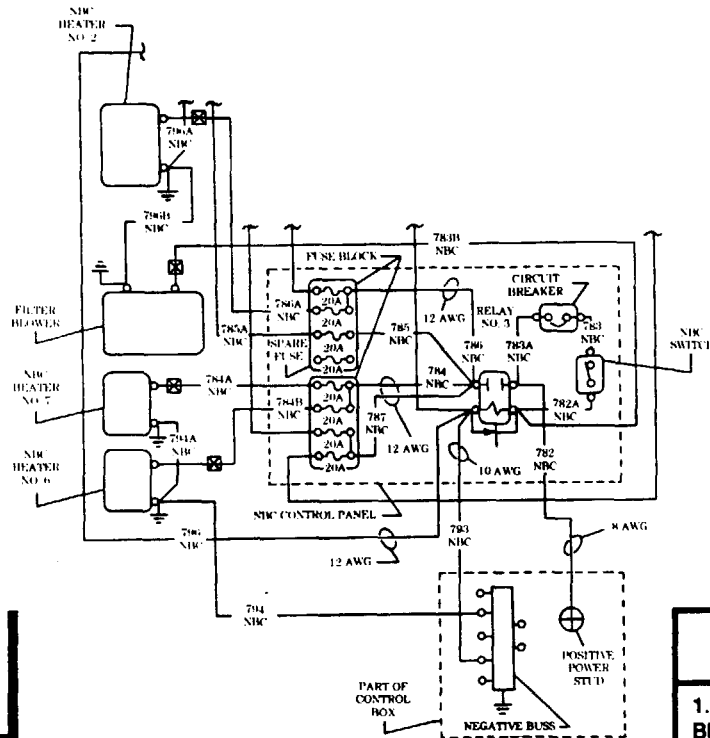 NBC
HEATER
NO. 2
796A
NBC
796B
NBC
783B
NBC
FUSE BLOCK
CIRCUIT
BREAKER
FILTER
BLOWER
786A
NBC
785A
NBC
20A
20A
20A
20A
SPARE
FUSE
12 AWG
RELAY
NO. 3
785
NBC
786
NBC
783A
NBC
783
NBC
NBC
SWITCH
NBC
HEATER
NO. 7
784A
NBC
784B
NBC
784
NBC
787
NBC
782A
NBC
20A
20A
20A
20A
12 AWG
794A
NBC
NBC
HEATER
NO. 6
10 AWG
782
NBC
NBC CONTROL PANEL
796
NBC
12 AWG
793
NBC
8 AWG
794
NBC
POSITIVE
POWER
STUD
PART OF
CONTROL
BOX
NEGATIVE BUSS
1.